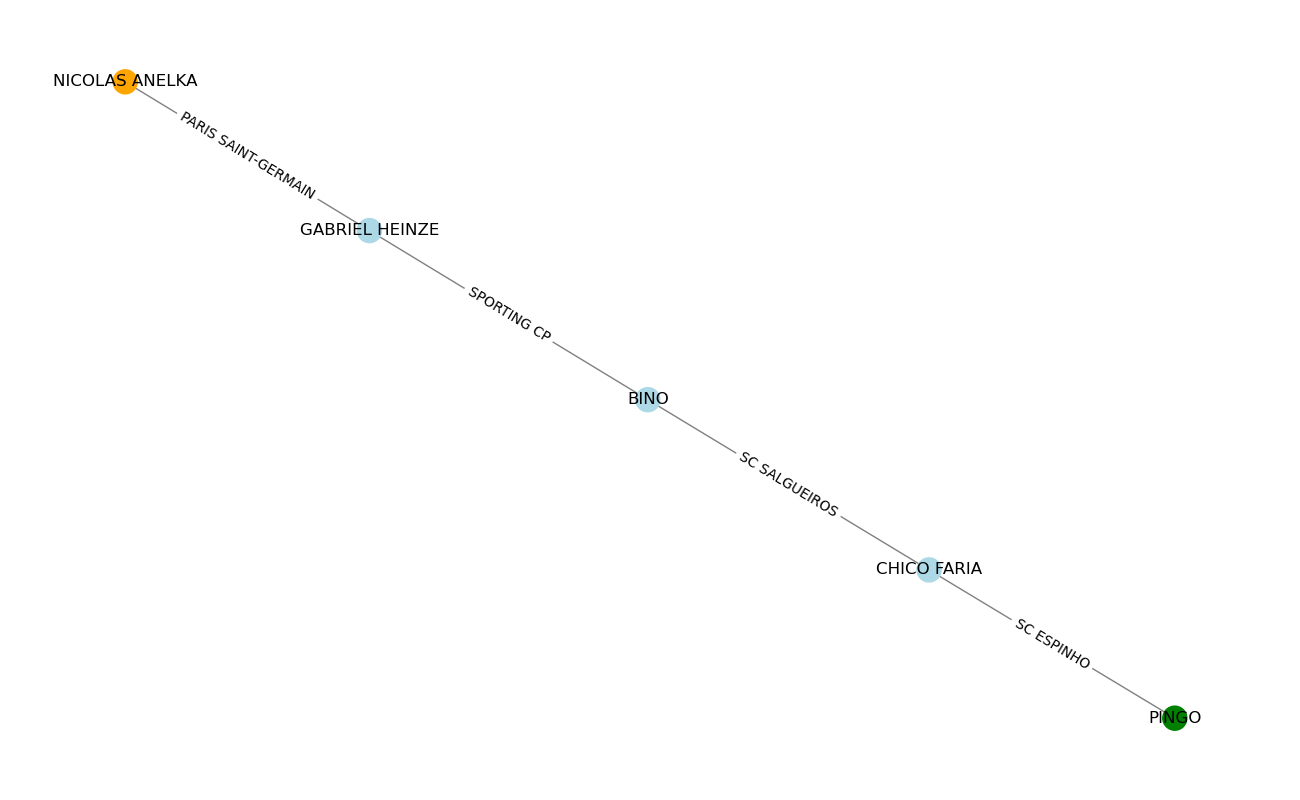 NICOLAS ANELKA
PARIS SAINT-GERMAIN
GABRIEL HEINZE
SPORTING CP
BINO
SC SALGUEIROS
CHICO FARIA
SC ESPINHO
PINGO